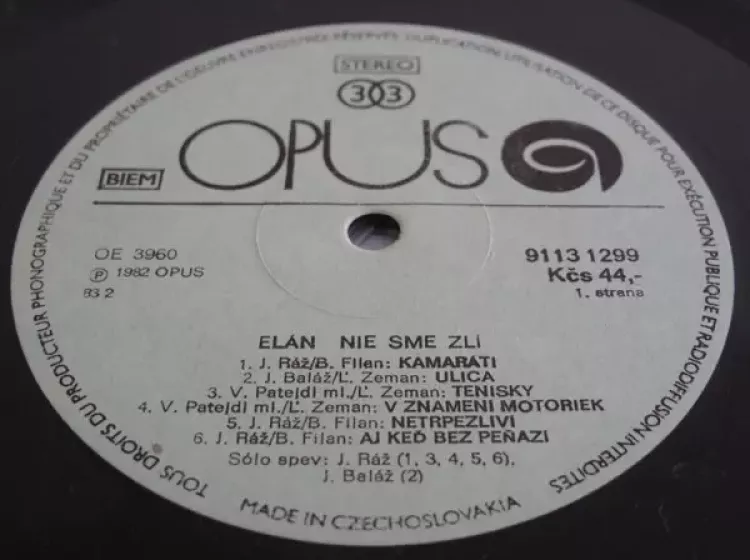 TOUS DROITS DU PRODUCTEUR PHONOGRAPHIQUE ET DU PROPRIÉTAIRE DE L'OEUVRE ENREGISTRÉE RÉSERVÉS. DUPLICATION, UTILISATION DE CE DISQUE POUR EXÉCUTION PUBLIQUE ET RADIODIFFUSION INTERDITES
STEREO
33
OPUS
BIEM
OE 3960
Ⓟ 1982 OPUS
83 2
9113 1299
Kčs 44,-
1. strana
ELÁN NIE SME ZLÍ
1. J. Ráž/B. Filan: KAMARÁTI
2. J. Baláž/Ľ. Zeman: ULICA
3. V. Patejdl ml./Ľ. Zeman: TENISKY
4. V. Patejdl ml./Ľ. Zeman: V ZNAMENÍ MOTORIEK
5. J. Ráž/B. Filan: NETRPEZLIVÍ
6. J. Ráž/B. Filan: AJ KEĎ BEZ PEŇAZÍ
Sólo spev: J. Ráž (1, 3, 4, 5, 6),
J. Baláž (2)
MADE IN CZECHOSLOVAKIA